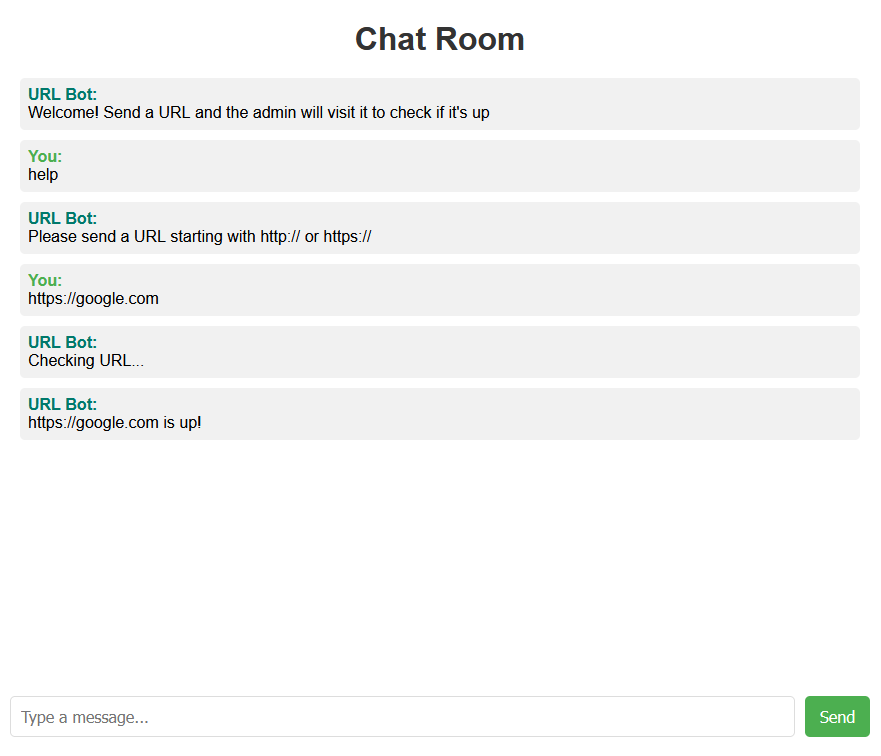 Chat Room
URL Bot:
Welcome! Send a URL and the admin will visit it to check if it's up
You:
help
URL Bot:
Please send a URL starting with http:// or https://
You:
https://google.com
URL Bot:
Checking URL...
URL Bot:
https://google.com is up!
Type a message...
Send